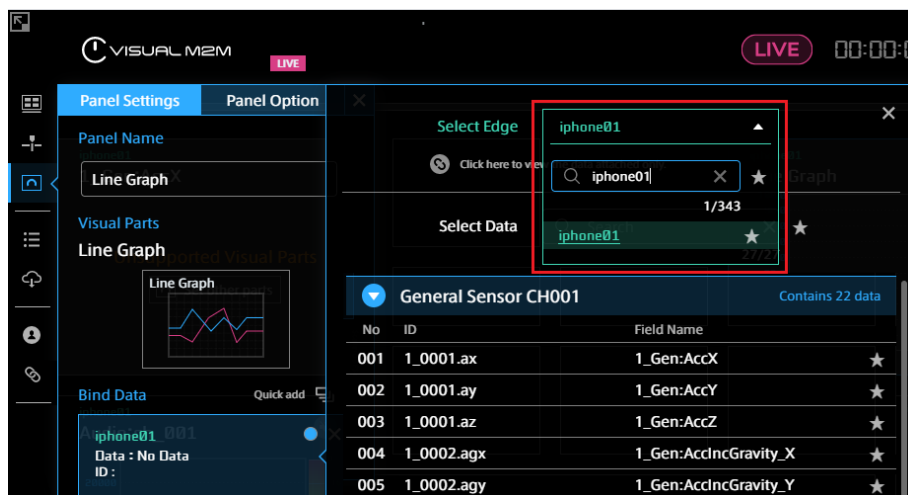 VISUAL M2M
LIVE
LIVE
00:00:
Panel Settings
Panel Option
Panel Name
Line Graph
Visual Parts
Line Graph
Line Graph
Bind Data
Quick add
iphone01
Data : No Data
ID :
Select Edge
iphone01
Click here to view
iphone01
1/343
iphone01
Select Data
General Sensor CH001
Contains 22 data
No ID Field Name
001 1_0001.ax 1_Gen:AccX
002 1_0001.ay 1_Gen:AccY
003 1_0001.az 1_Gen:AccZ
004 1_0002.agx 1_Gen:AccIncGravity_X
005 1_0002.agy 1_Gen:AccIncGravity_Y